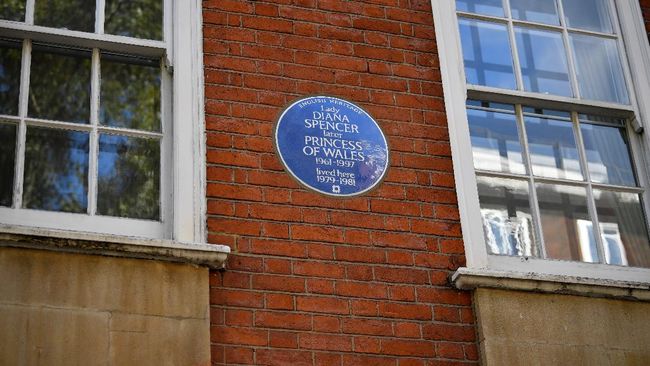 ENGLISH HERITAGE
Lady
DIANA
SPENCER
later
PRINCESS
OF WALES
1961-1997
lived here
1979-1981